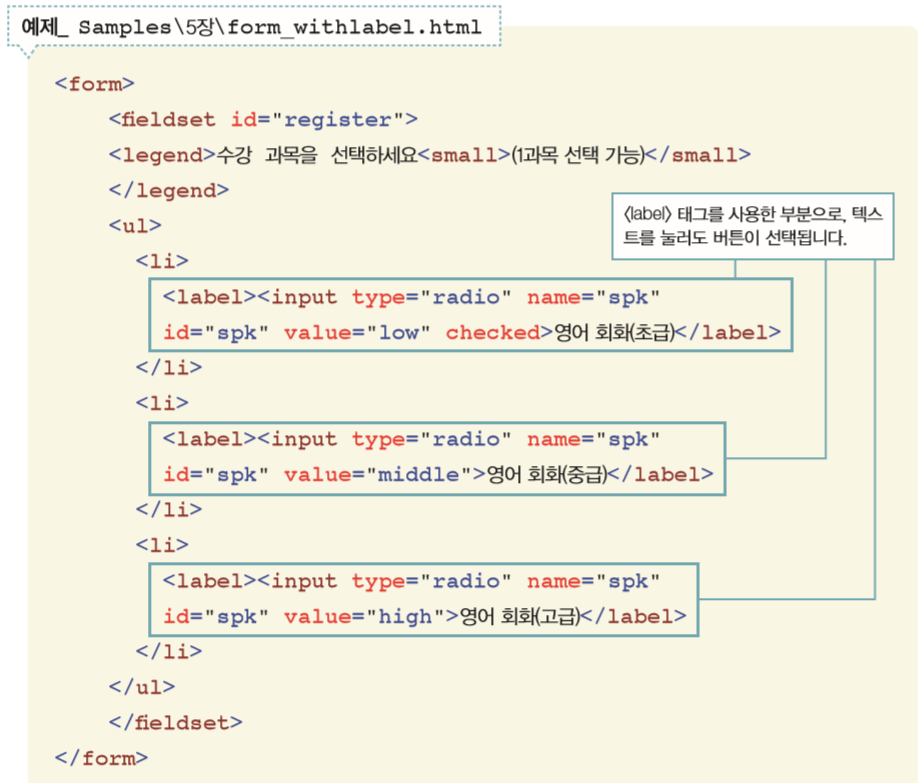 예제_ Samples\5장\form_withlabel.html
<form>
<fieldset id="register">
<legend>수강 과목을 선택하세요<small>(1과목 선택 가능)</small>
</legend>
<ul>
〈label〉 태그를 사용한 부분으로, 텍스
트를 눌러도 버튼이 선택됩니다.
<li>
<label><input type="radio" name="spk"
id="spk" value="low" checked>영어 회화(초급)</label>
</li>
<li>
<label><input type="radio" name="spk"
id="spk" value="middle">영어 회화(중급)</label>
</li>
<li>
<label><input type="radio" name="spk"
id="spk" value="high">영어 회화(고급)</label>
</li>
</ul>
</fieldset>
</form>